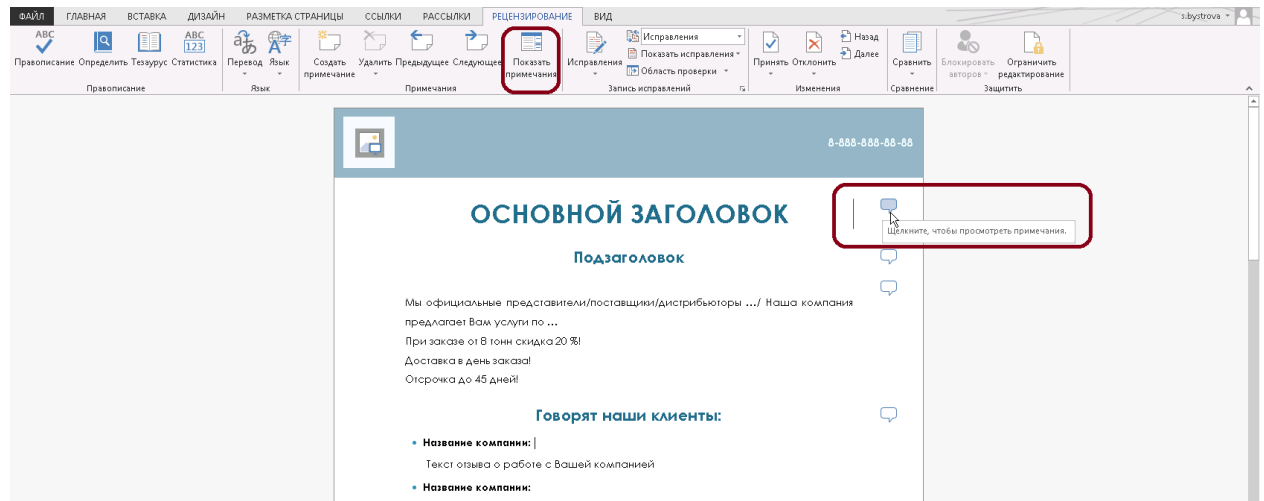 ФАЙЛ ГЛАВНАЯ ВСТАВКА ДИЗАЙН РАЗМЕТКА СТРАНИЦЫ ССЫЛКИ РАССЫЛКИ РЕЦЕНЗИРОВАНИЕ ВИД з.bystrova
ABC ABC 123
Правописание Определить Тезаурус Статистика
Правописание
Перевод Язык
Язык
Создать примечание Удалить Предыдущее Следующее Показать примечания
Примечания
Исправления
Исправления
Показать исправления
Область проверки
Запись исправлений
Принять Отклонить
Назад
Далее
Изменения
Сравнить
Сравнение
Блокировать авторов
Ограничить редактирование
Защитить
8-888-888-88-88
ОСНОВНОЙ ЗАГОЛОВОК
Щелкните, чтобы просмотреть примечания.
Подзаголовок
Мы официальные представители/поставщики/дистрибьюторы .../ Наша компания
предлагает Вам услуги по ...
При заказе от 8 тонн скидка 20 %!
Доставка в день заказа!
Отсрочка до 45 дней!
Говорят наши клиенты:
• Название компании:
Текст отзыва о работе с Вашей компанией
• Название компании: